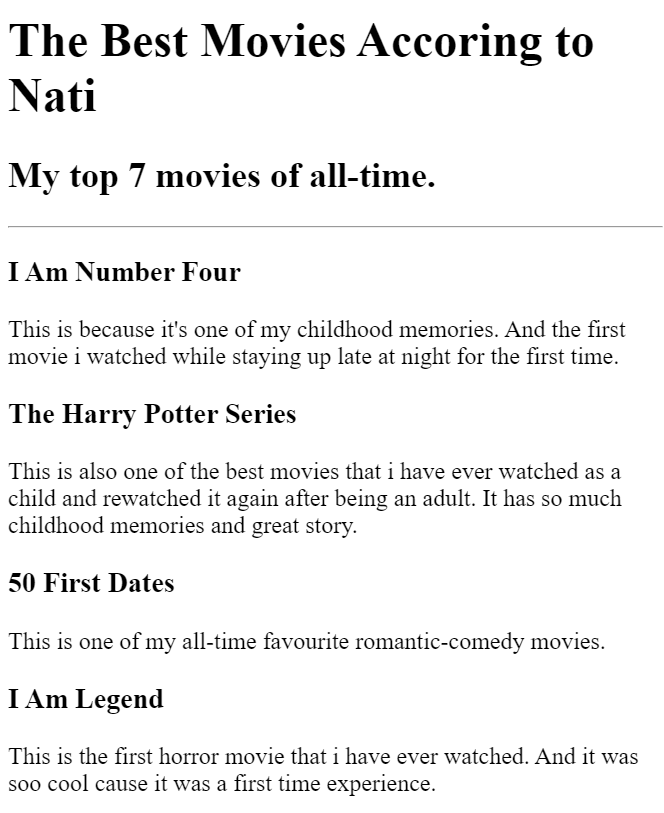 The Best Movies Accoring to
Nati
My top 7 movies of all-time.
I Am Number Four
This is because it's one of my childhood memories. And the first
movie i watched while staying up late at night for the first time.
The Harry Potter Series
This is also one of the best movies that i have ever watched as a
child and rewatched it again after being an adult. It has so much
childhood memories and great story.
50 First Dates
This is one of my all-time favourite romantic-comedy movies.
I Am Legend
This is the first horror movie that i have ever watched. And it was
soo cool cause it was a first time experience.